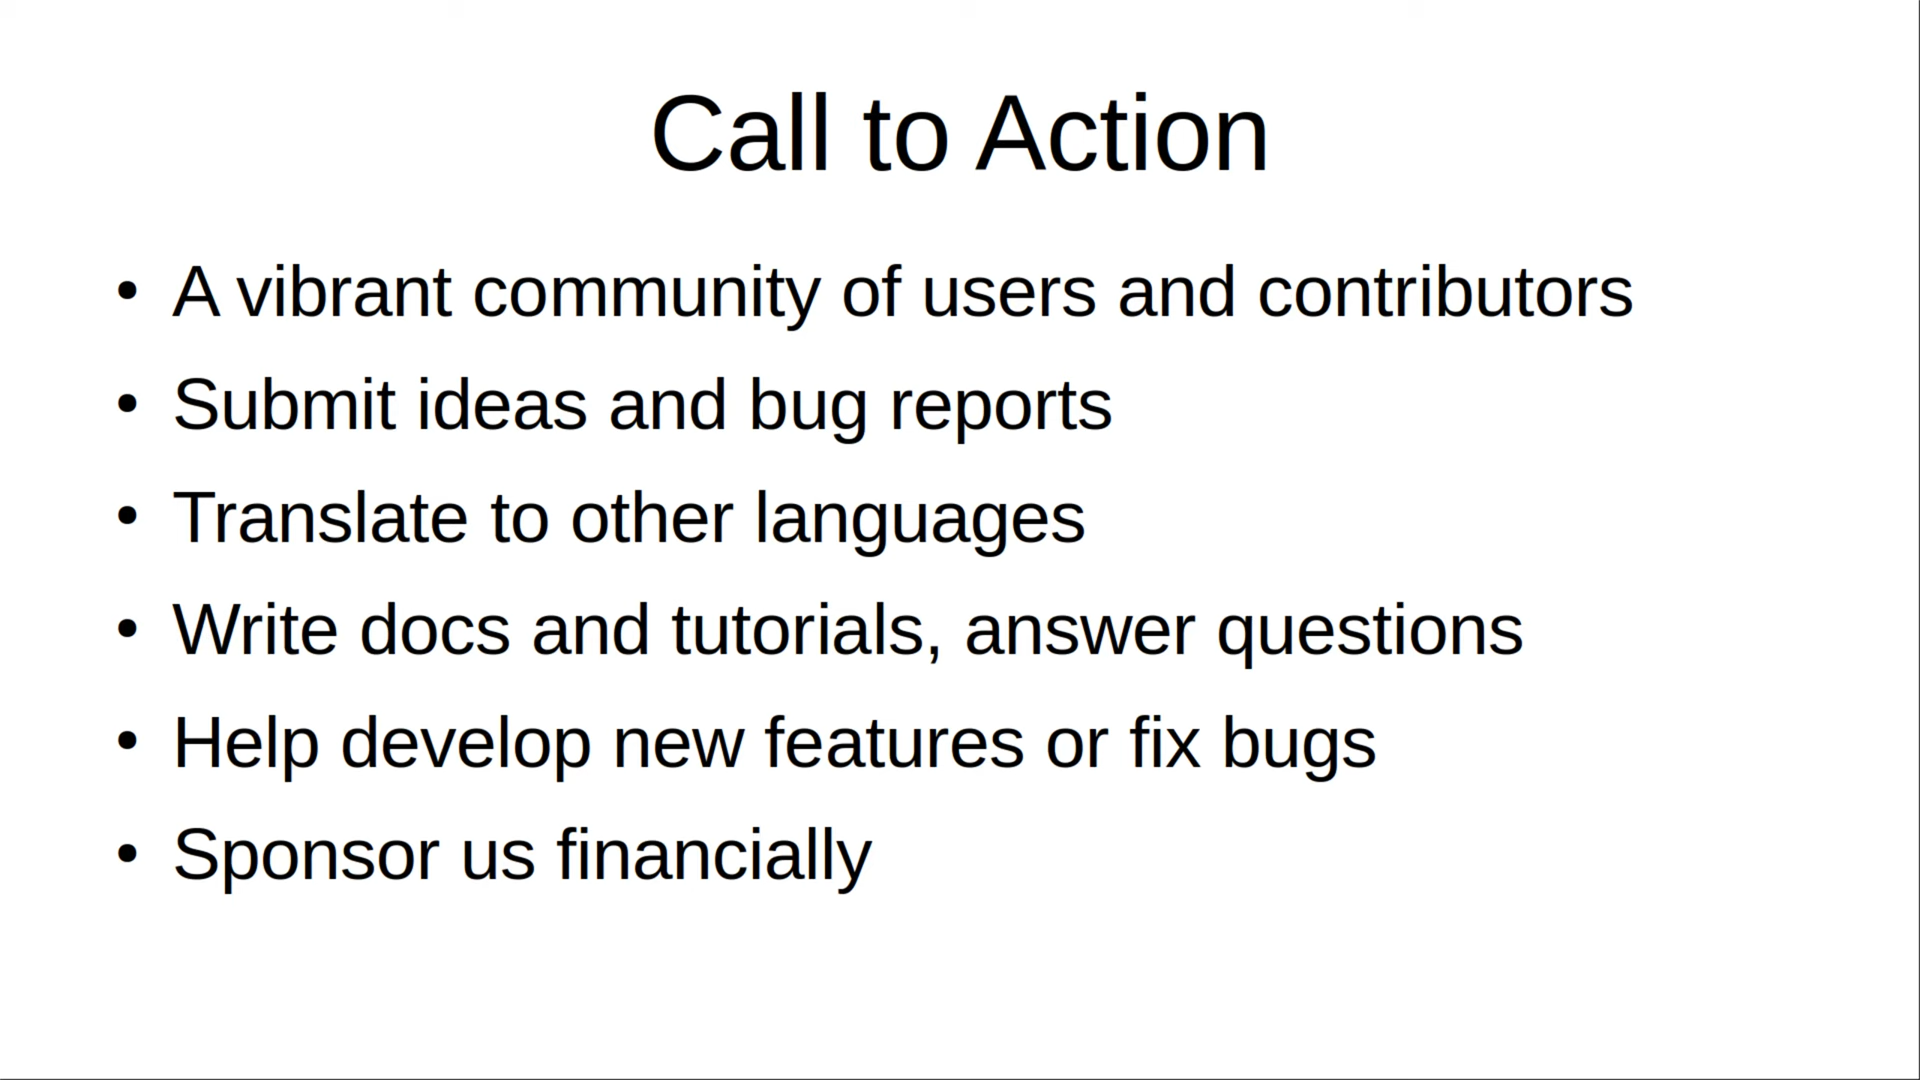 Call to Action
• A vibrant community of users and contributors
• Submit ideas and bug reports
• Translate to other languages
• Write docs and tutorials, answer questions
• Help develop new features or fix bugs
• Sponsor us financially